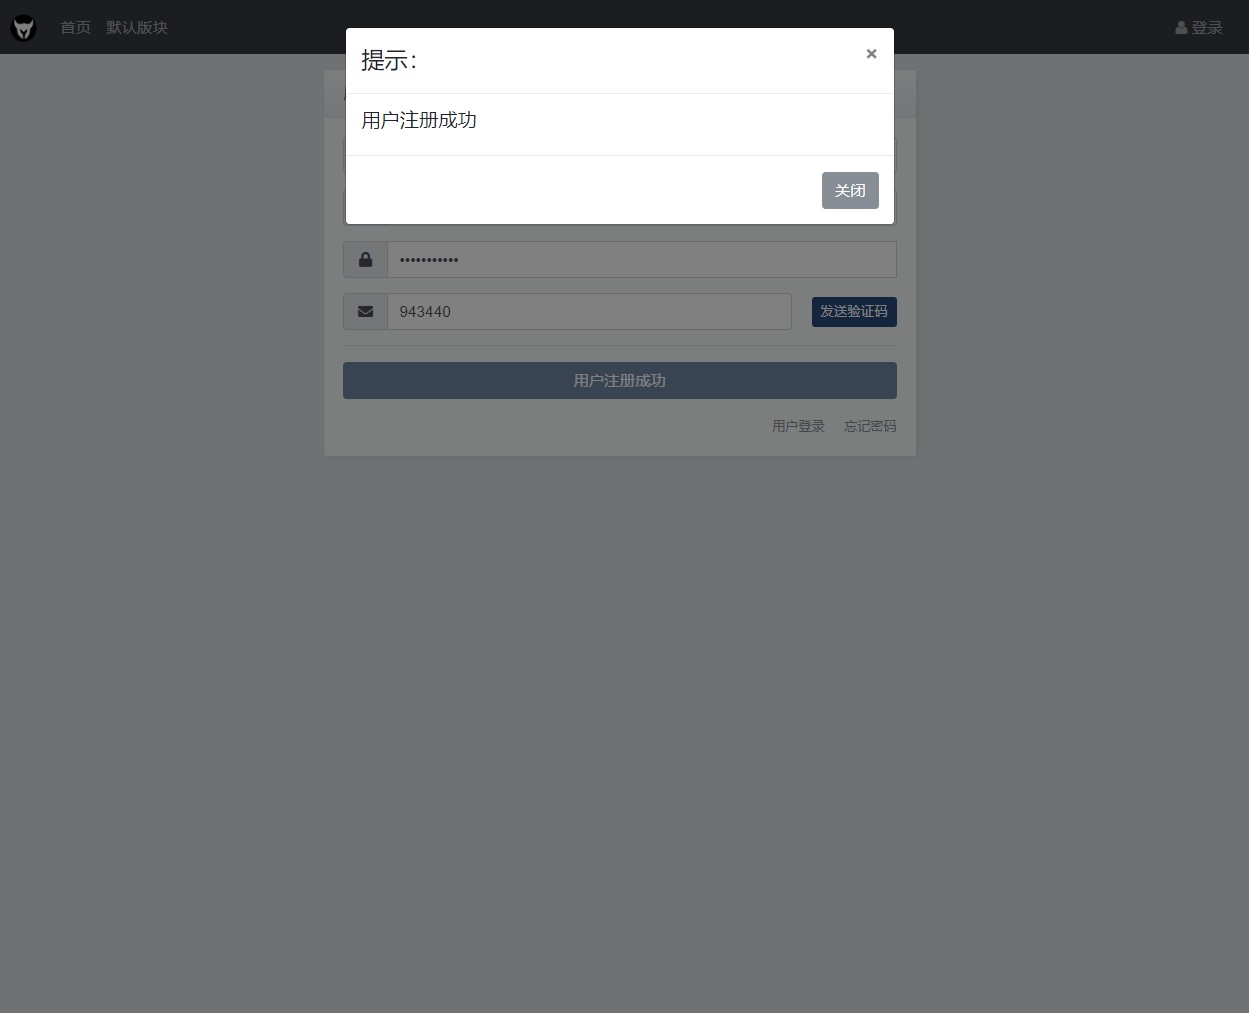 首页 默认版块 登录
提示：
×
用户注册成功
关闭
•••••••••••
943440 发送验证码
用户注册成功
用户登录 忘记密码